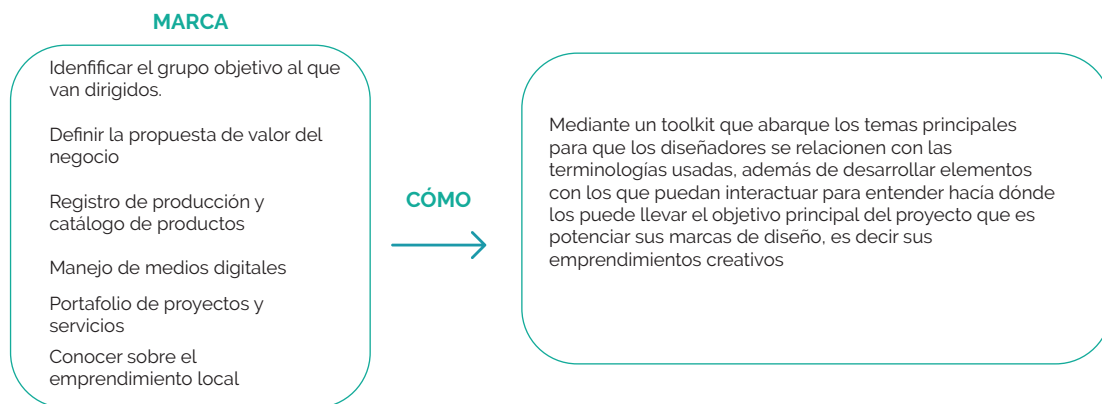 MARCA
Idenfificar el grupo objetivo al que
van dirigidos.
Definir la propuesta de valor del
negocio
Registro de producción y
catálogo de productos
Manejo de medios digitales
Portafolio de proyectos y
servicios
Conocer sobre el
emprendimiento local
CÓMO
Mediante un toolkit que abarque los temas principales
para que los diseñadores se relacionen con las
terminologías usadas, además de desarrollar elementos
con los que puedan interactuar para entender hacía dónde
los puede llevar el objetivo principal del proyecto que es
potenciar sus marcas de diseño, es decir sus
emprendimientos creativos